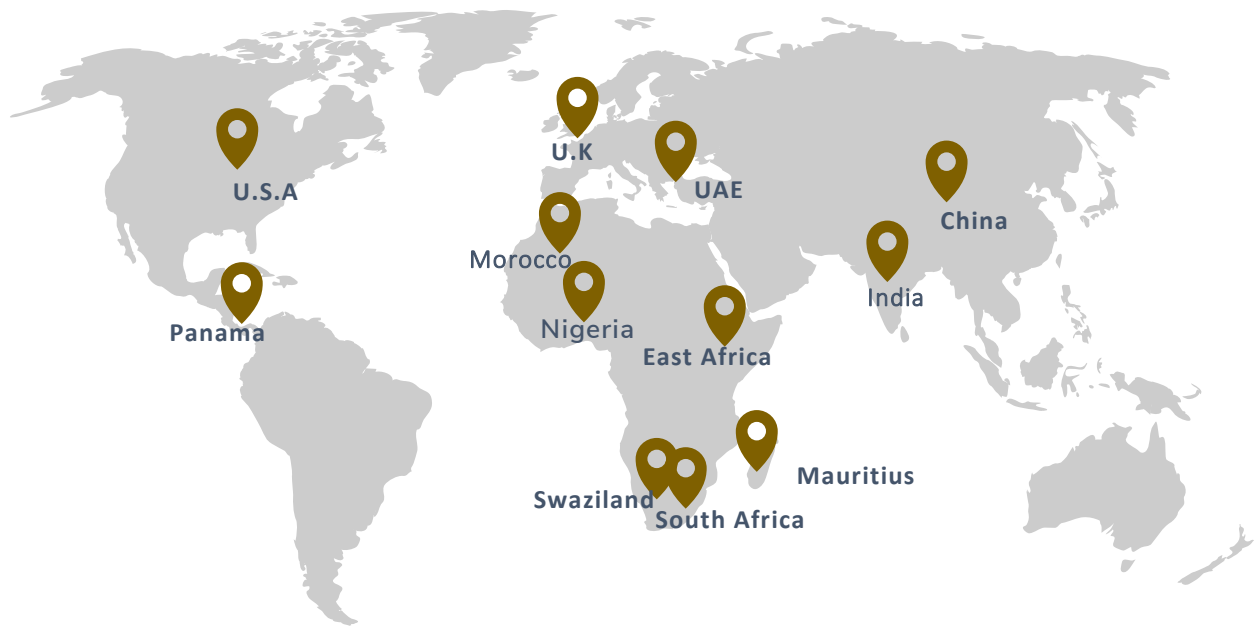 U.K
UAE
U.S.A
China
Morocco
India
Nigeria
Panama
East Africa
Mauritius
Swaziland
South Africa